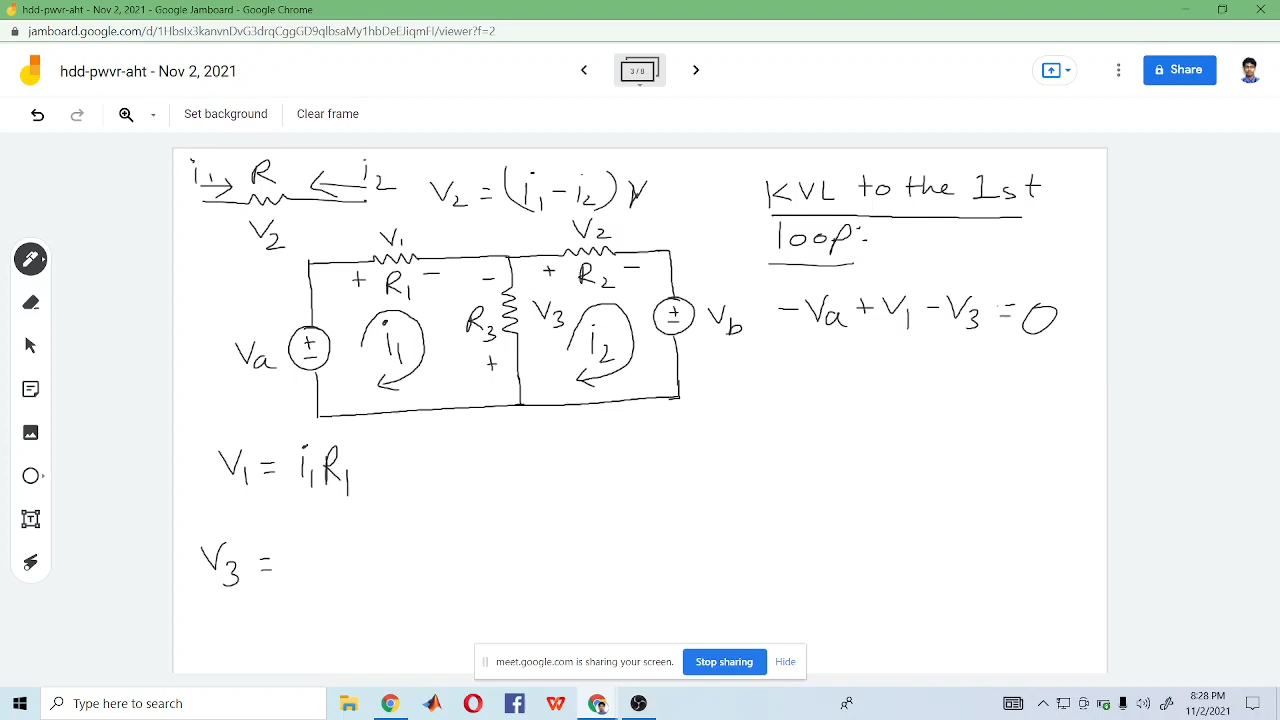 hdd-pwvr-aht - Nov 2, 2021 - Google Jamboard - Google Chrome
jamboard.google.com/d/1HbsIx3kanvnDvG3drqCggGD9qlbsaMy1hbDeEJiqmFI/viewer?f=2
hdd-pwvr-aht - Nov 2, 2021
3/8
Share
Set background
Clear frame
i1 R i2
V2
V2 = (i1 - i2)
KVL to the 1st
loop:
V1 V2
+ R1 -
-
+ R2 -
R3 V3
+
Va + - i1 i2 + - Vb
- Va + V1 - V3 = 0
V1 = i1R1
V3 =
meet.google.com is sharing your screen.
Stop sharing
Hide
Type here to search
8:28 PM
11/2/2021